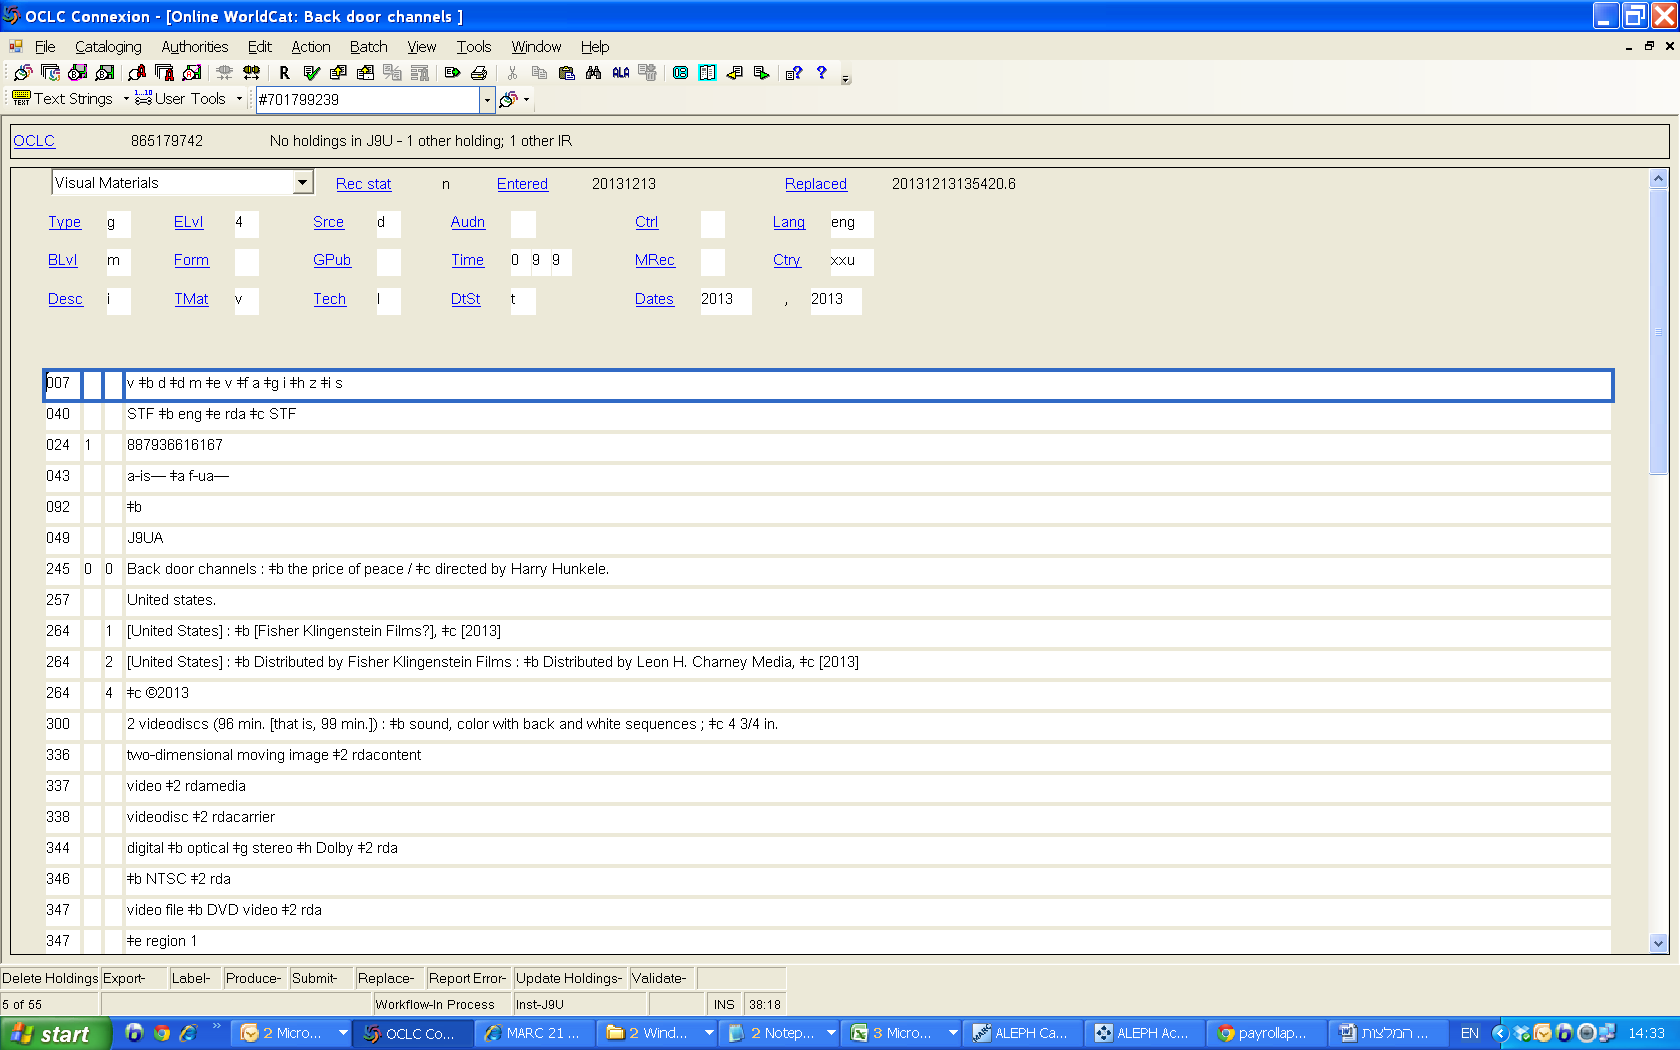 OCLC Connexion - [Online WorldCat: Back door channels ]
File Cataloging Authorities Edit Action Batch View Tools Window Help
R ALA
Text Strings User Tools #701799239
OCLC 865179742 No holdings in J9U - 1 other holding; 1 other IR
Visual Materials Rec stat n Entered 20131213 Replaced 20131213135420.6
Type g ELvl 4 Srce d Audn Ctrl Lang eng
BLvl m Form GPub Time 0 9 9 MRec Ctry xxu
Desc i TMat v Tech l DtSt t Dates 2013 , 2013
007 v ‡b d ‡d m ‡e v ‡f a ‡g i ‡h z ‡i s
040 STF ‡b eng ‡e rda ‡c STF
024 1 887936616167
043 a-is— ‡a f-ua—
092 ‡b
049 J9UA
245 0 0 Back door channels : ‡b the price of peace / ‡c directed by Harry Hunkele.
257 United states.
264 1 [United States] : ‡b [Fisher Klingenstein Films?], ‡c [2013]
264 2 [United States] : ‡b Distributed by Fisher Klingenstein Films : ‡b Distributed by Leon H. Charney Media, ‡c [2013]
264 4 ‡c ©2013
300 2 videodiscs (96 min. [that is, 99 min.]) : ‡b sound, color with back and white sequences ; ‡c 4 3/4 in.
336 two-dimensional moving image ‡2 rdacontent
337 video ‡2 rdamedia
338 videodisc ‡2 rdacarrier
344 digital ‡b optical ‡g stereo ‡h Dolby ‡2 rda
346 ‡b NTSC ‡2 rda
347 video file ‡b DVD video ‡2 rda
347 ‡e region 1
Delete Holdings Export- Label- Produce- Submit- Replace- Report Error- Update Holdings- Validate-
5 of 55 Workflow-In Process Inst-J9U INS 38:18
start 2 Micro... OCLC Co... MARC 21 ... 2 Wind... 2 Notep... 3 Micro... ALEPH Ca... ALEPH Ac... payrollap... המלצות ... EN 14:33